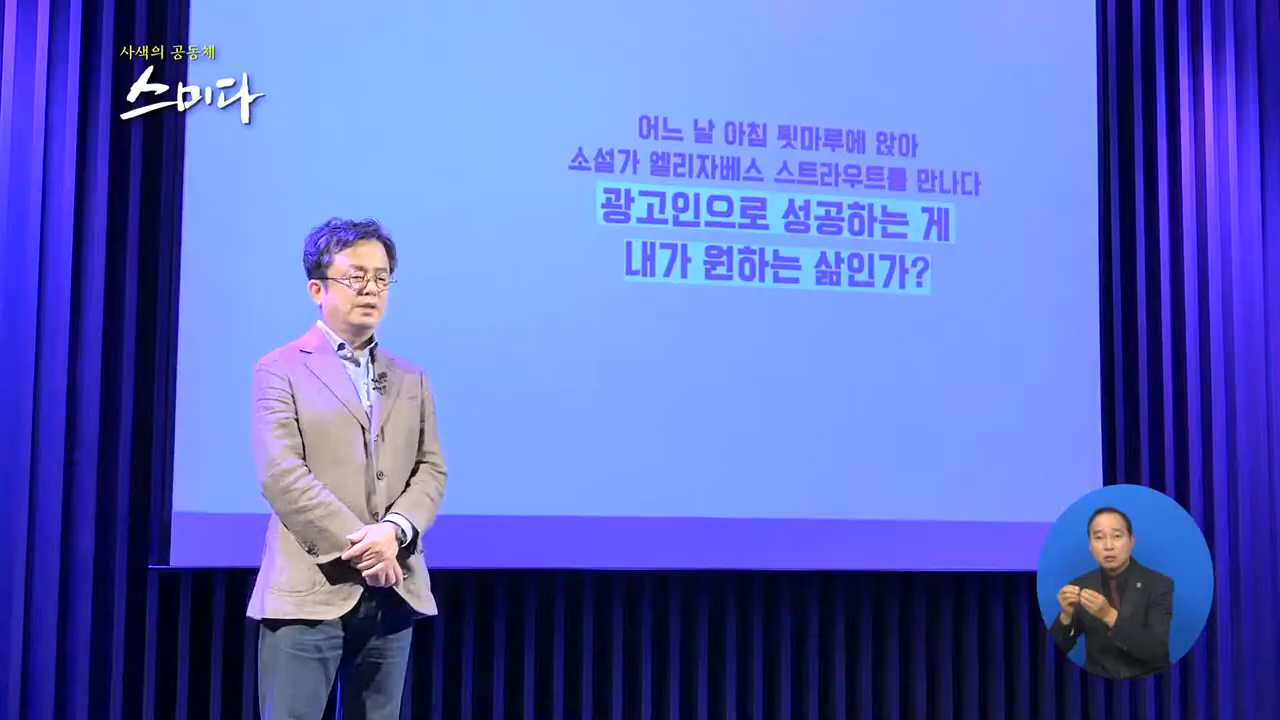 사색의 공동체
스미다
어느 날 아침 툇마루에 앉아
소설가 엘리자베스 스트라우트를 만나다
광고인으로 성공하는 게
내가 원하는 삶인가?